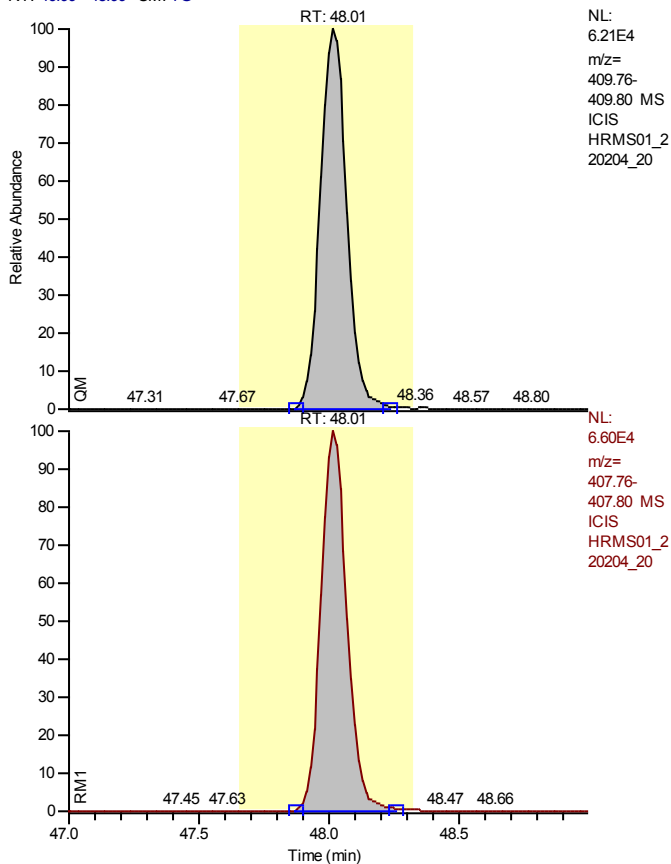 RT: 48.01
NL:
6.21E4
m/z=
409.76-
409.80 MS
ICIS
HRMS01_2
20204_20
100
90
80
70
60
50
40
30
20
10
0
Relative Abundance
QM
47.31
47.67
48.36
48.57
48.80
RT: 48.01
NL:
6.60E4
m/z=
407.76-
407.80 MS
ICIS
HRMS01_2
20204_20
100
90
80
70
60
50
40
30
20
10
0
RM1
47.45
47.63
48.47
48.66
47.0
47.5
48.0
48.5
Time (min)